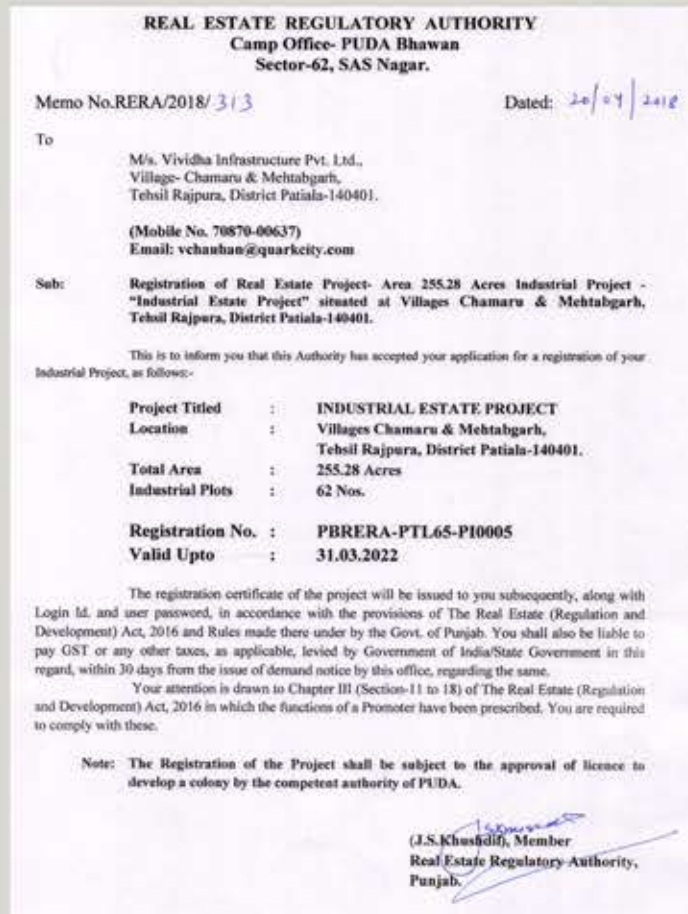 REAL ESTATE REGULATORY AUTHORITY
Camp Office- PUDA Bhawan
Sector-62, SAS Nagar.
Memo No.RERA/2018/ 313 Dated: 20/04/2018
To
M/s. Vividha Infrastructure Pvt. Ltd.,
Village- Chamaru & Mehtabgarh,
Tehsil Rajpura, District Patiala-140401.
(Mobile No. 70870-00637)
Email: vchauhan@quarkcity.com
Sub: Registration of Real Estate Project- Area 255.28 Acres Industrial Project -
“Industrial Estate Project” situated at Villages Chamaru & Mehtabgarh,
Tehsil Rajpura, District Patiala-140401.
This is to inform you that this Authority has accepted your application for a registration of your
Industrial Project, as follows:-
Project Titled : INDUSTRIAL ESTATE PROJECT
Location : Villages Chamaru & Mehtabgarh,
Tehsil Rajpura, District Patiala-140401.
Total Area : 255.28 Acres
Industrial Plots : 62 Nos.
Registration No. : PBRERA-PTL65-PI0005
Valid Upto : 31.03.2022
The registration certificate of the project will be issued to you subsequently, along with
Login Id. and user password, in accordance with the provisions of The Real Estate (Regulation and
Development) Act, 2016 and Rules made there under by the Govt. of Punjab. You shall also be liable to
pay GST or any other taxes, as applicable, levied by Government of India/State Government in this
regard, within 30 days from the issue of demand notice by this office, regarding the same.
Your attention is drawn to Chapter III (Section-11 to 18) of The Real Estate (Regulation
and Development) Act, 2016 in which the functions of a Promoter have been prescribed. You are required
to comply with these.
Note: The Registration of the Project shall be subject to the approval of licence to
develop a colony by the competent authority of PUDA.
(J.S.Khushdil), Member
Real Estate Regulatory Authority,
Punjab.